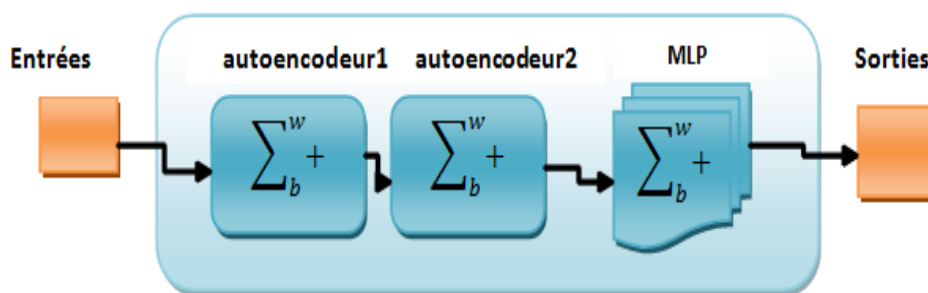 Entrées
autoencodeur1
autoencodeur2
MLP
Sorties
∑ w b +
∑ w b +
∑ w b +